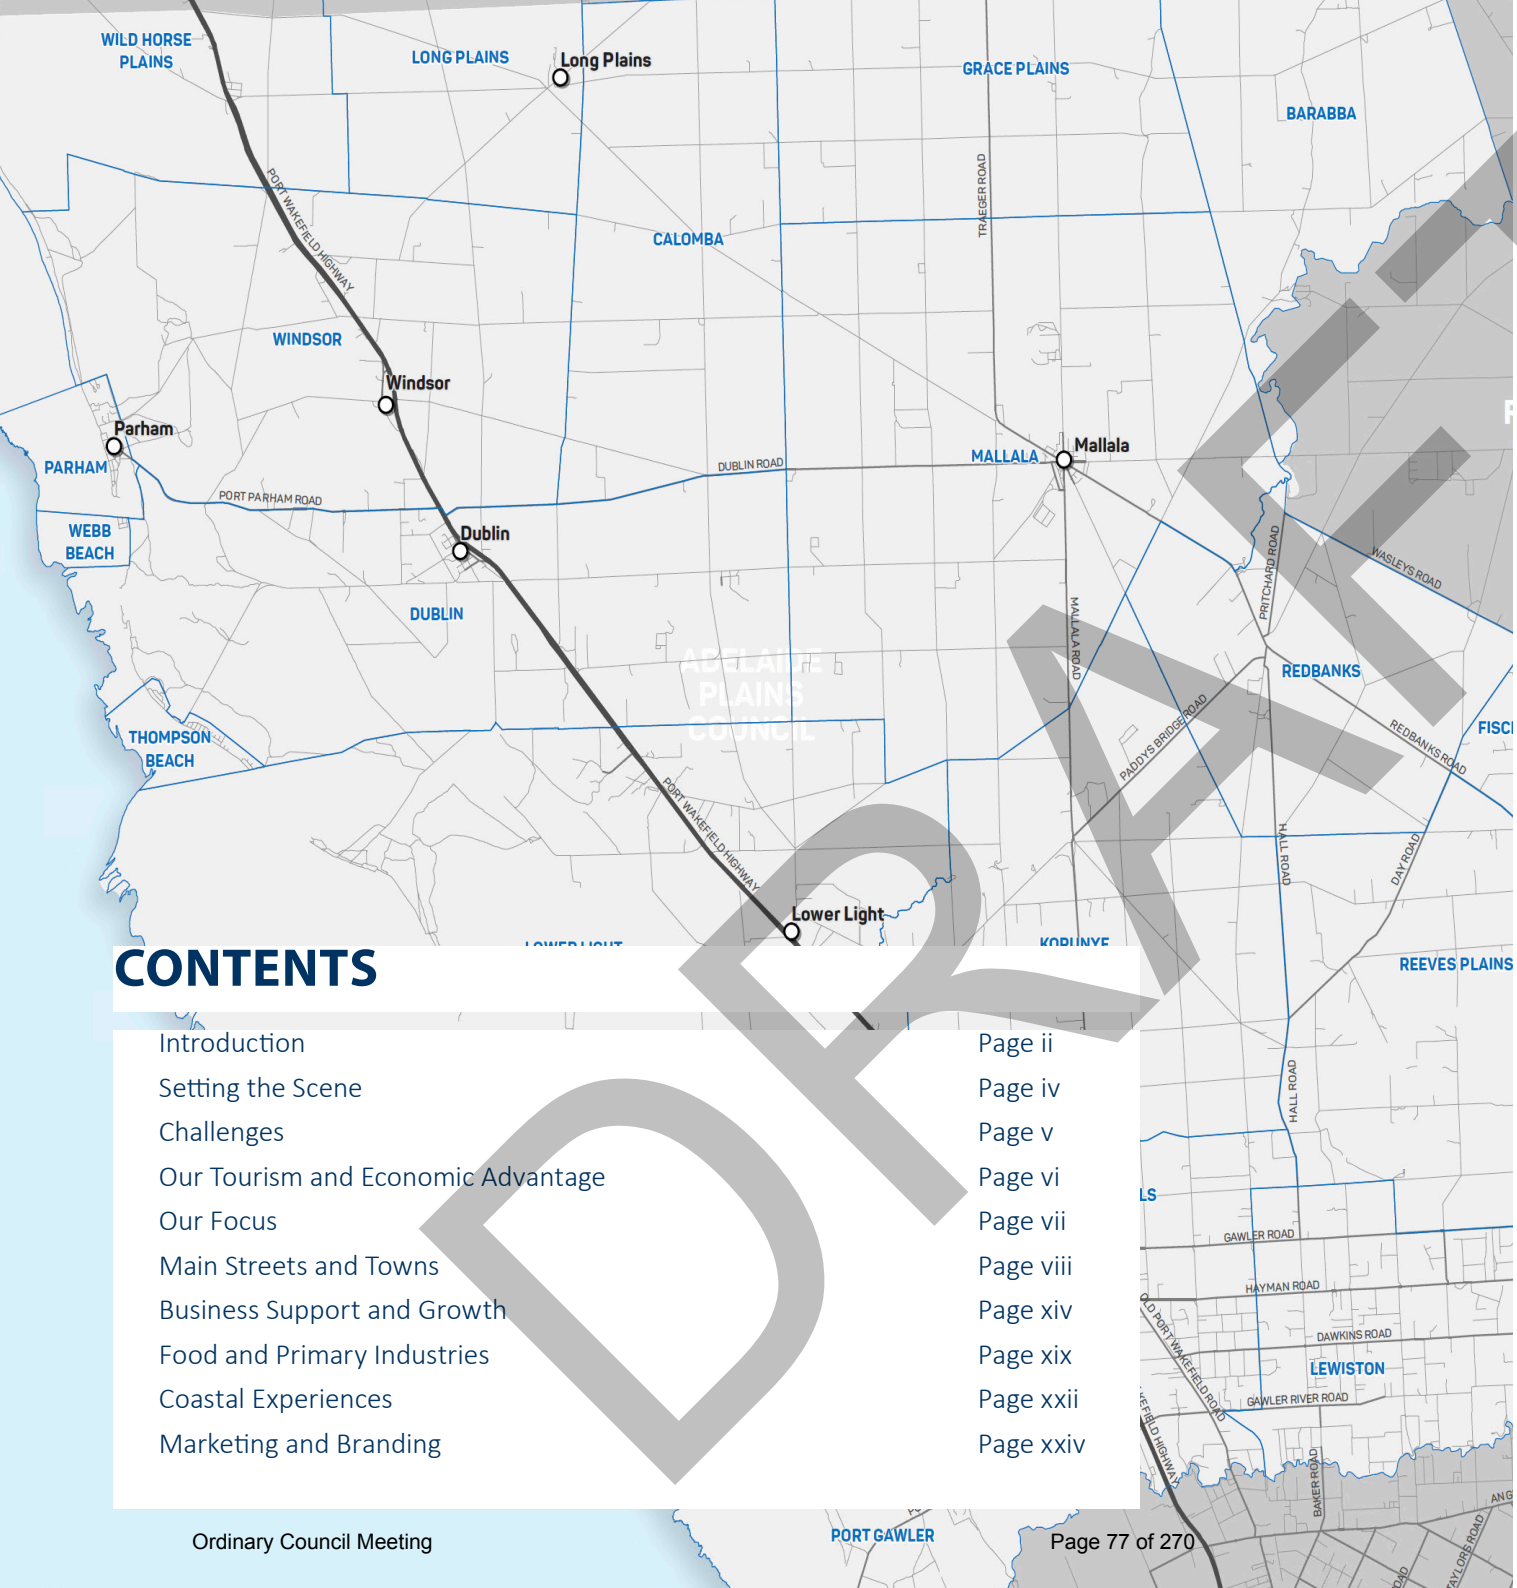 WILD HORSE
PLAINS
LONG PLAINS
Long Plains
GRACE PLAINS
BARABBA
PORT WAKEFIELD HIGHWAY
TRAEGER ROAD
CALOMBA
WINDSOR
Windsor
Parham
PARHAM
PORT PARHAM ROAD
DUBLIN ROAD
MALLALA
Mallala
WEBB
BEACH
Dublin
DUBLIN
PRITCHARD ROAD
WASLEYS ROAD
MALLALA ROAD
ADELAIDE
PLAINS
COUNCIL
REDBANKS
PADDYS BRIDGE ROAD
REDBANKS ROAD
THOMPSON
BEACH
PORT WAKEFIELD HIGHWAY
HALL ROAD
DAY ROAD
Lower Light
LOWER LIGHT
KORUNYE
REEVES PLAINS
DRAFT
CONTENTS
Introduction Page ii
Setting the Scene Page iv
Challenges Page v
Our Tourism and Economic Advantage Page vi
Our Focus Page vii
Main Streets and Towns Page viii
Business Support and Growth Page xiv
Food and Primary Industries Page xix
Coastal Experiences Page xxii
Marketing and Branding Page xxiv
HALL ROAD
LS
GAWLER ROAD
HAYMAN ROAD
OLD PORT WAKEFIELD ROAD
DAWKINS ROAD
LEWISTON
GAWLER RIVER ROAD
KEFIELD HIGHWAY
BAKER ROAD
PORT GAWLER
Ordinary Council Meeting Page 77 of 270